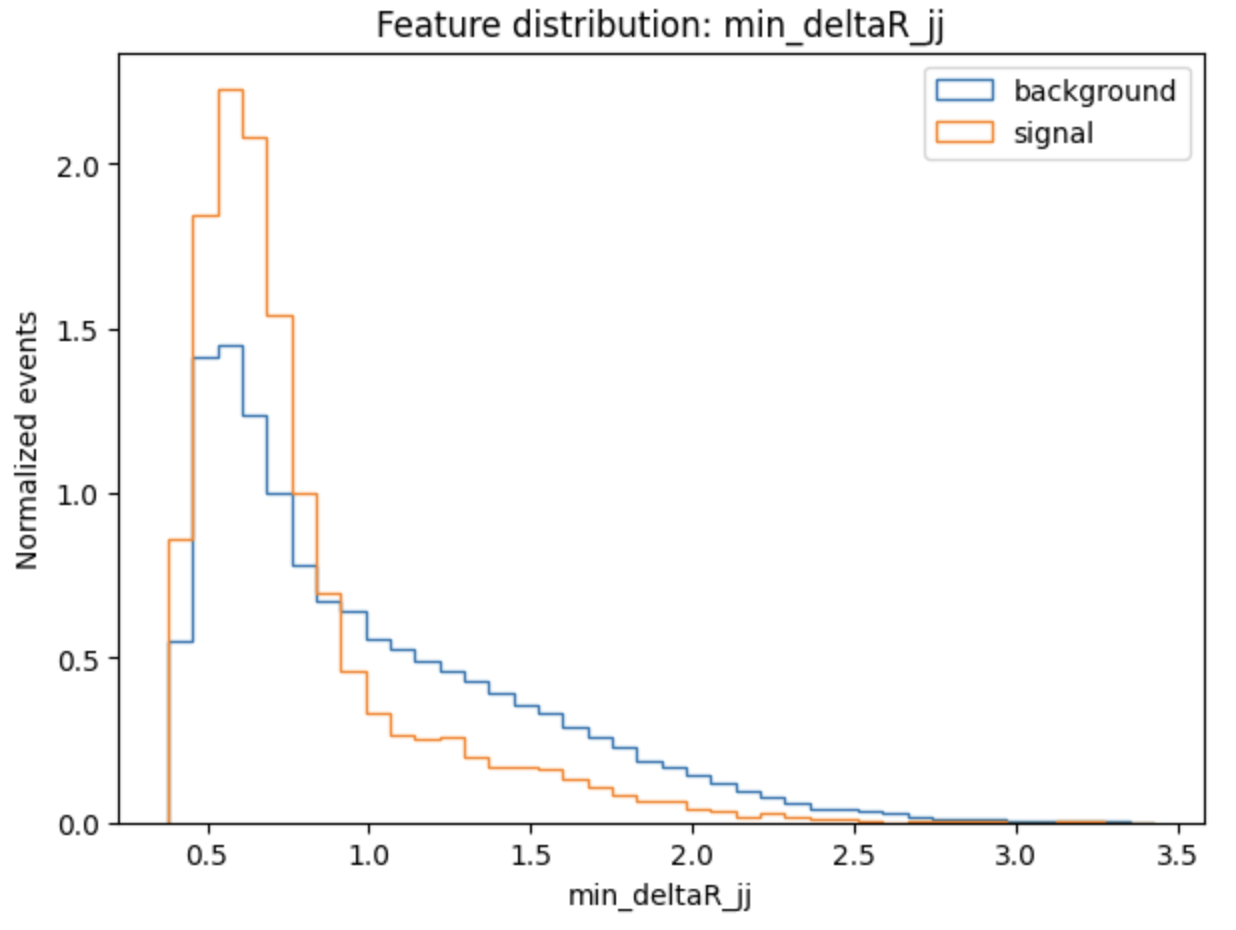 Feature distribution: min_deltaR_jj
background
signal
Normalized events
2.0
1.5
1.0
0.5
0.0
0.5 1.0 1.5 2.0 2.5 3.0 3.5
min_deltaR_jj